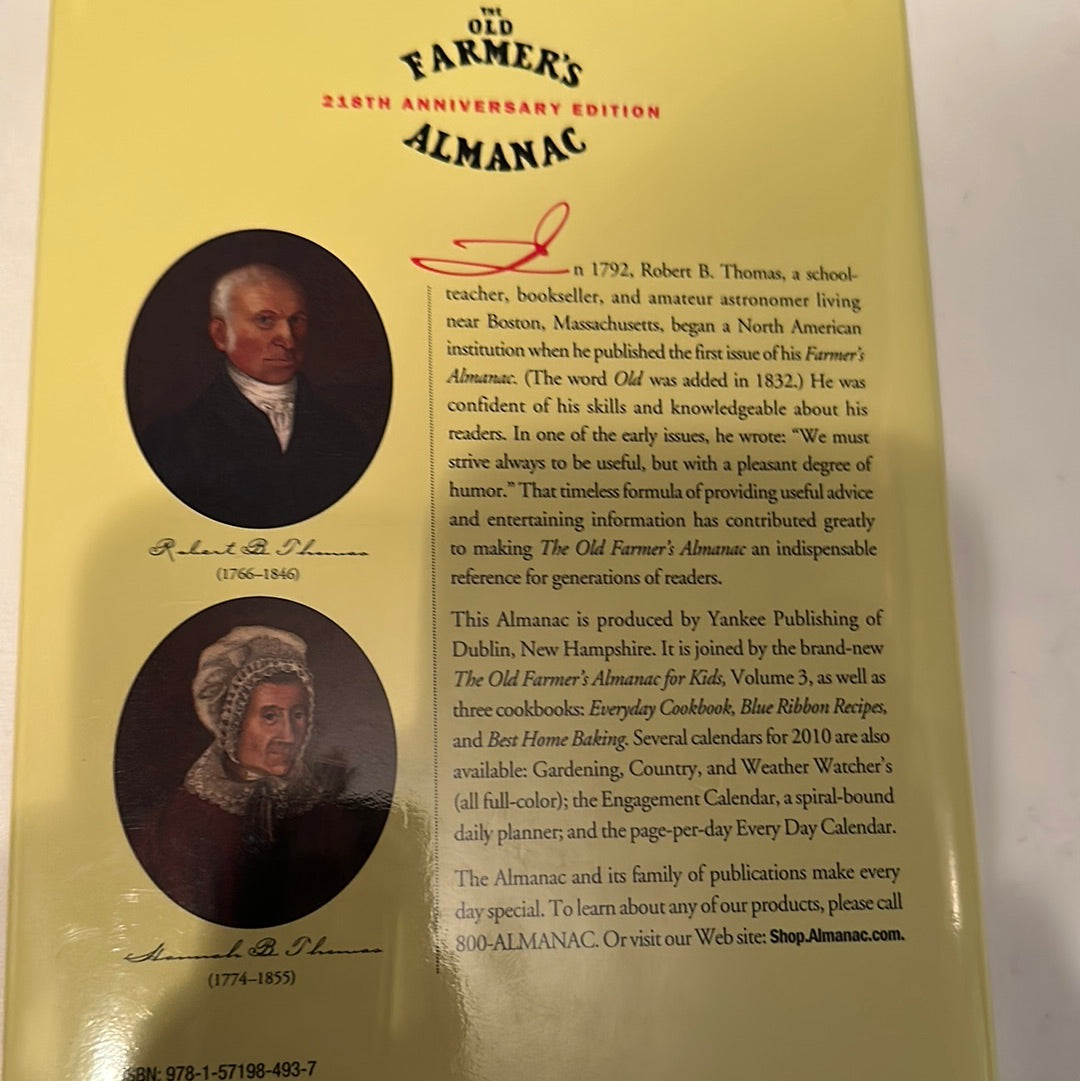 THE
OLD
FARMER'S
218TH ANNIVERSARY EDITION
ALMANAC
In 1792, Robert B. Thomas, a school-
teacher, bookseller, and amateur astronomer living
near Boston, Massachusetts, began a North American
institution when he published the first issue of his Farmer's
Almanac. (The word Old was added in 1832.) He was
confident of his skills and knowledgeable about his
readers. In one of the early issues, he wrote: “We must
strive always to be useful, but with a pleasant degree of
humor.” That timeless formula of providing useful advice
and entertaining information has contributed greatly
to making The Old Farmer's Almanac an indispensable
reference for generations of readers.
This Almanac is produced by Yankee Publishing of
Dublin, New Hampshire. It is joined by the brand-new
The Old Farmer's Almanac for Kids, Volume 3, as well as
three cookbooks: Everyday Cookbook, Blue Ribbon Recipes,
and Best Home Baking. Several calendars for 2010 are also
available: Gardening, Country, and Weather Watcher's
(all full-color); the Engagement Calendar, a spiral-bound
daily planner; and the page-per-day Every Day Calendar.
The Almanac and its family of publications make every
day special. To learn about any of our products, please call
800-ALMANAC. Or visit our Web site: Shop.Almanac.com.
Robert B. Thomas
(1766–1846)
Hannah B. Thomas
(1774–1855)
ISBN: 978-1-57198-493-7